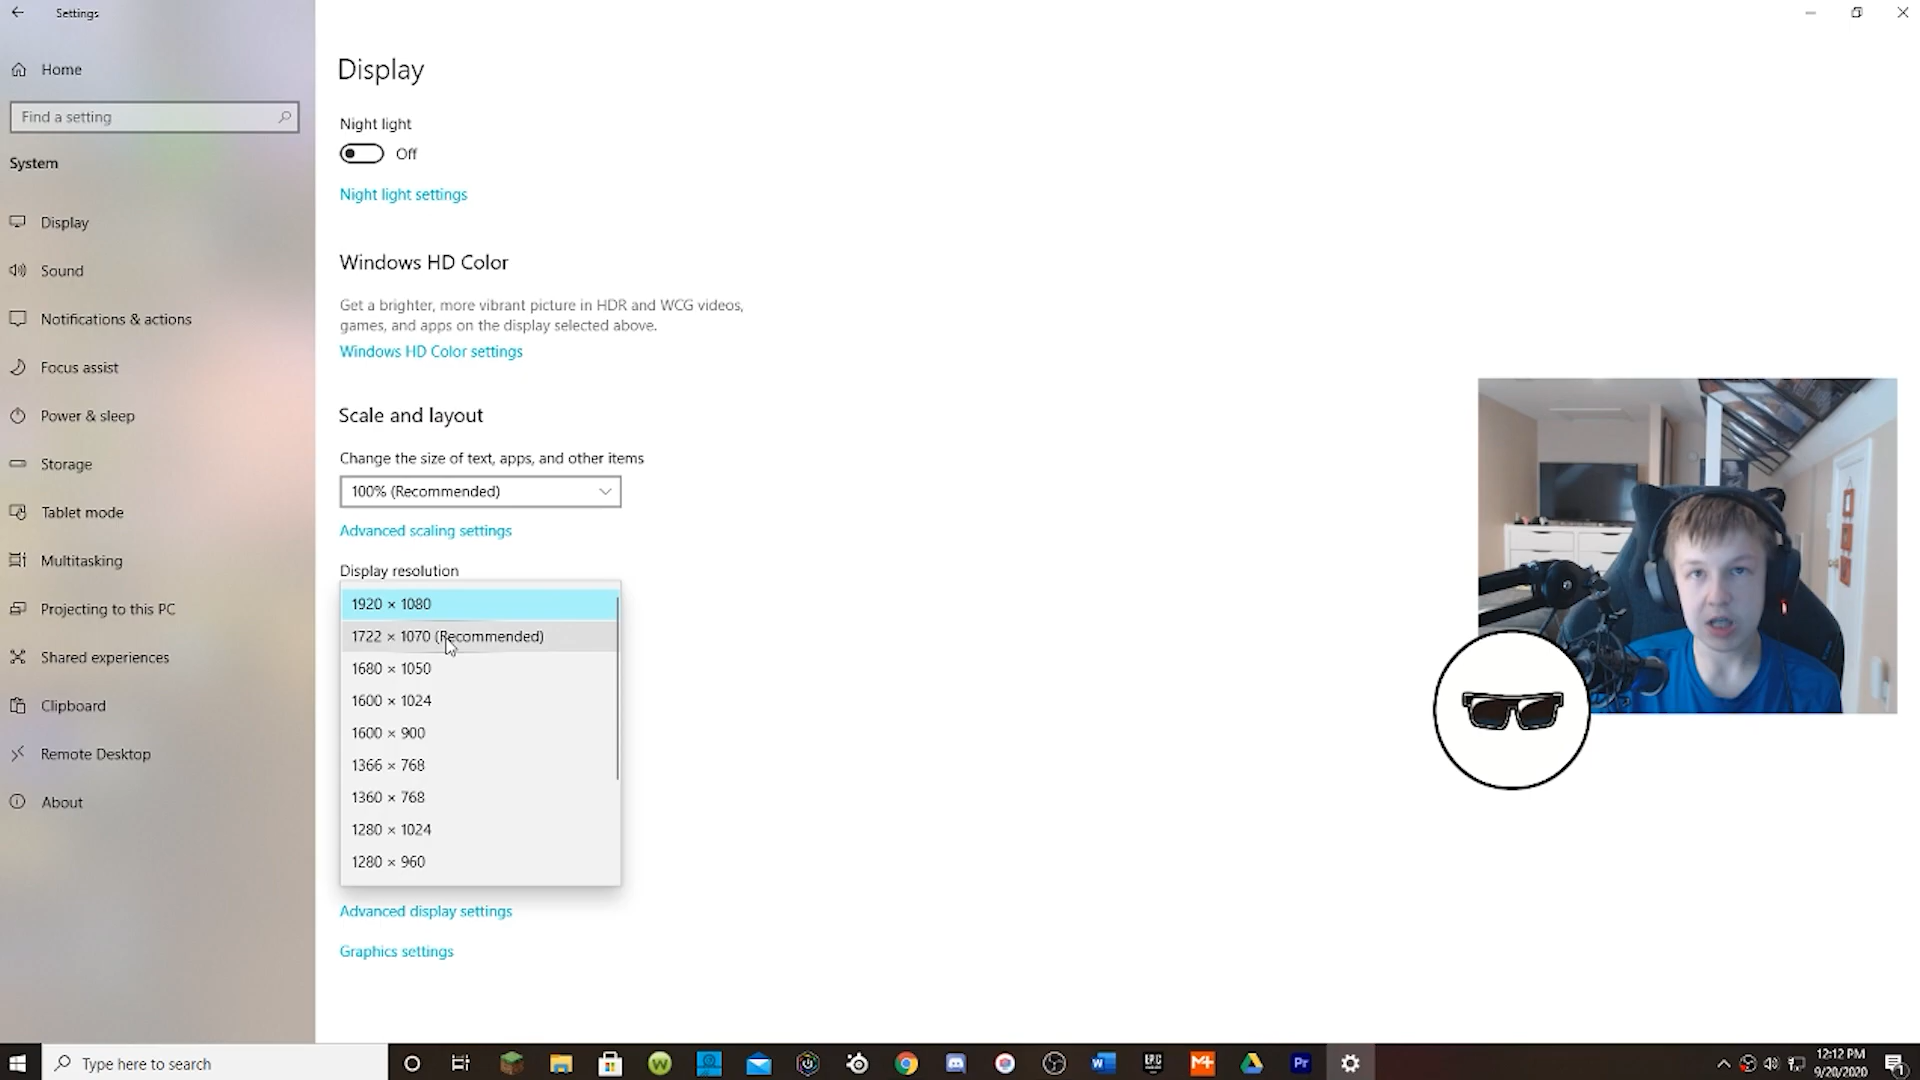 Settings
Home
Find a setting
System
Display
Sound
Notifications & actions
Focus assist
Power & sleep
Storage
Tablet mode
Multitasking
Projecting to this PC
Shared experiences
Clipboard
Remote Desktop
About
Display
Night light
Off
Night light settings
Windows HD Color
Get a brighter, more vibrant picture in HDR and WCG videos,
games, and apps on the display selected above.
Windows HD Color settings
Scale and layout
Change the size of text, apps, and other items
100% (Recommended)
Advanced scaling settings
Display resolution
1920 × 1080
1722 × 1070 (Recommended)
1680 × 1050
1600 × 1024
1600 × 900
1366 × 768
1360 × 768
1280 × 1024
1280 × 960
Advanced display settings
Graphics settings
Type here to search
W
W
EPIC
M+
Pr
12:12 PM
9/20/2020
1